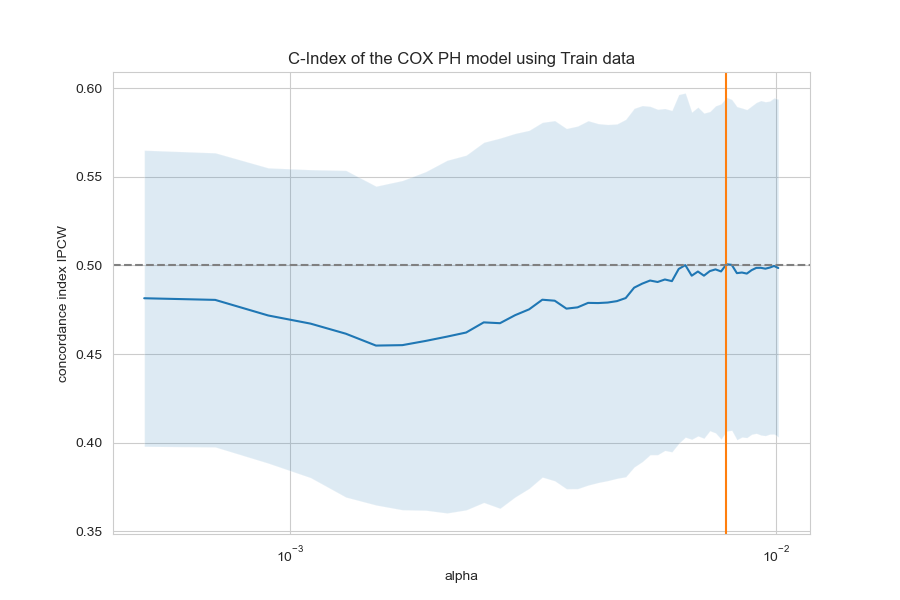 C-Index of the COX PH model using Train data
concordance index IPCW
0.60
0.55
0.50
0.45
0.40
0.35
10⁻³
10⁻²
alpha